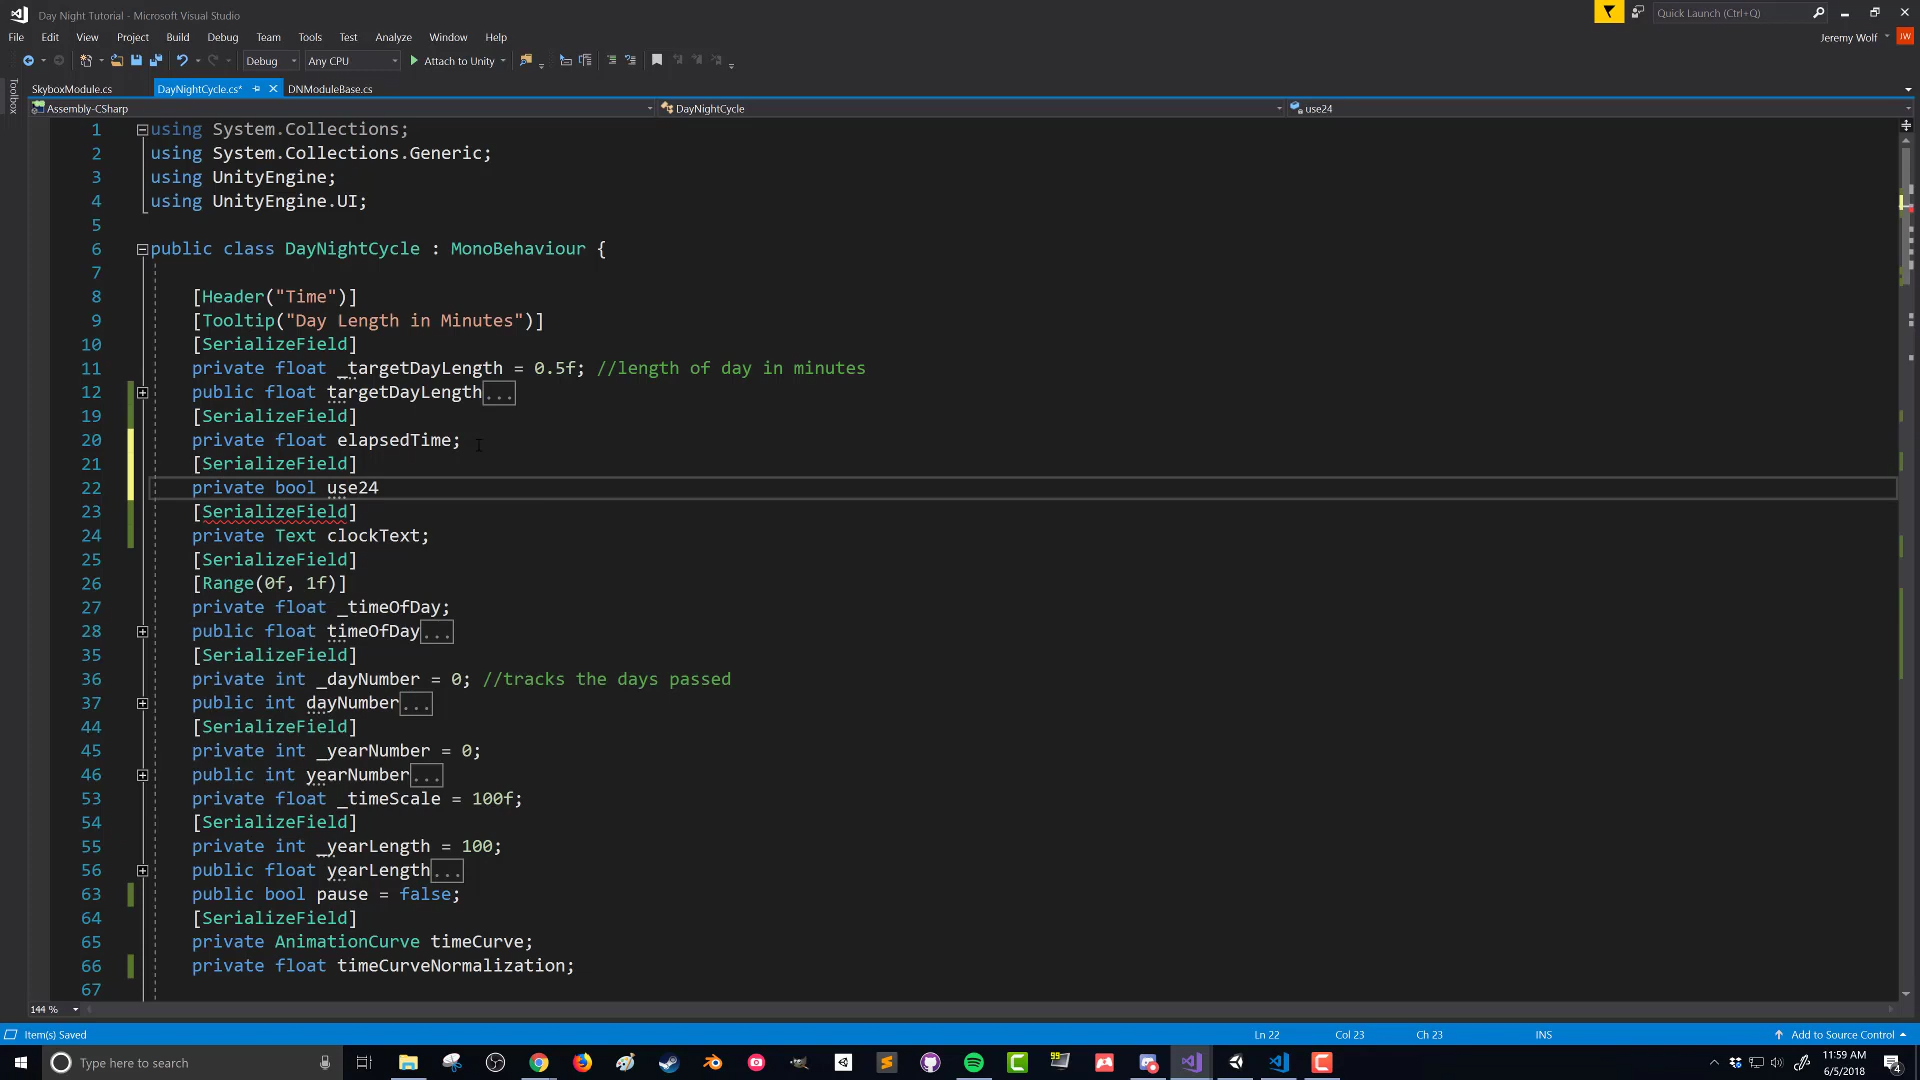 Day Night Tutorial - Microsoft Visual Studio
Quick Launch (Ctrl+Q)
File Edit View Project Build Debug Team Tools Test Analyze Window Help
Jeremy Wolf JW
Debug Any CPU Attach to Unity
Toolbox
SkyboxModule.cs DayNightCycle.cs* DNModuleBase.cs
Assembly-CSharp DayNightCycle use24
1 using System.Collections;
2 using System.Collections.Generic;
3 using UnityEngine;
4 using UnityEngine.UI;
5
6 public class DayNightCycle : MonoBehaviour {
7
8 [Header("Time")]
9 [Tooltip("Day Length in Minutes")]
10 [SerializeField]
11 private float _targetDayLength = 0.5f; //length of day in minutes
12 public float targetDayLength...
19 [SerializeField]
20 private float elapsedTime;
21 [SerializeField]
22 private bool use24
23 [SerializeField]
24 private Text clockText;
25 [SerializeField]
26 [Range(0f, 1f)]
27 private float _timeOfDay;
28 public float timeOfDay...
35 [SerializeField]
36 private int _dayNumber = 0; //tracks the days passed
37 public int dayNumber...
44 [SerializeField]
45 private int _yearNumber = 0;
46 public int yearNumber...
53 private float _timeScale = 100f;
54 [SerializeField]
55 private int _yearLength = 100;
56 public float yearLength...
63 public bool pause = false;
64 [SerializeField]
65 private AnimationCurve timeCurve;
66 private float timeCurveNormalization;
67
144 %
Item(s) Saved Ln 22 Col 23 Ch 23 INS Add to Source Control
Type here to search
99
11:59 AM
6/5/2018
4